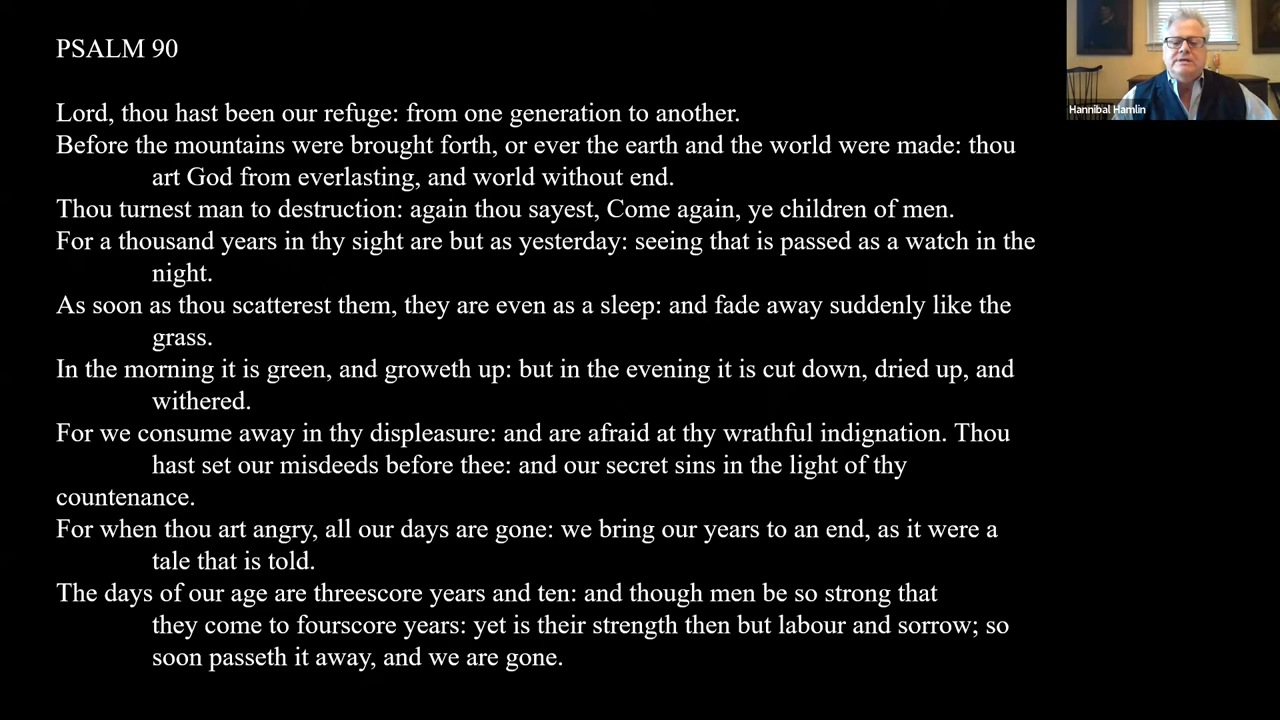 PSALM 90
Lord, thou hast been our refuge: from one generation to another.
Before the mountains were brought forth, or ever the earth and the world were made: thou
art God from everlasting, and world without end.
Thou turnest man to destruction: again thou sayest, Come again, ye children of men.
For a thousand years in thy sight are but as yesterday: seeing that is passed as a watch in the
night.
As soon as thou scatterest them, they are even as a sleep: and fade away suddenly like the
grass.
In the morning it is green, and groweth up: but in the evening it is cut down, dried up, and
withered.
For we consume away in thy displeasure: and are afraid at thy wrathful indignation. Thou
hast set our misdeeds before thee: and our secret sins in the light of thy
countenance.
For when thou art angry, all our days are gone: we bring our years to an end, as it were a
tale that is told.
The days of our age are threescore years and ten: and though men be so strong that
they come to fourscore years: yet is their strength then but labour and sorrow; so
soon passeth it away, and we are gone.
Hannibal Hamlin